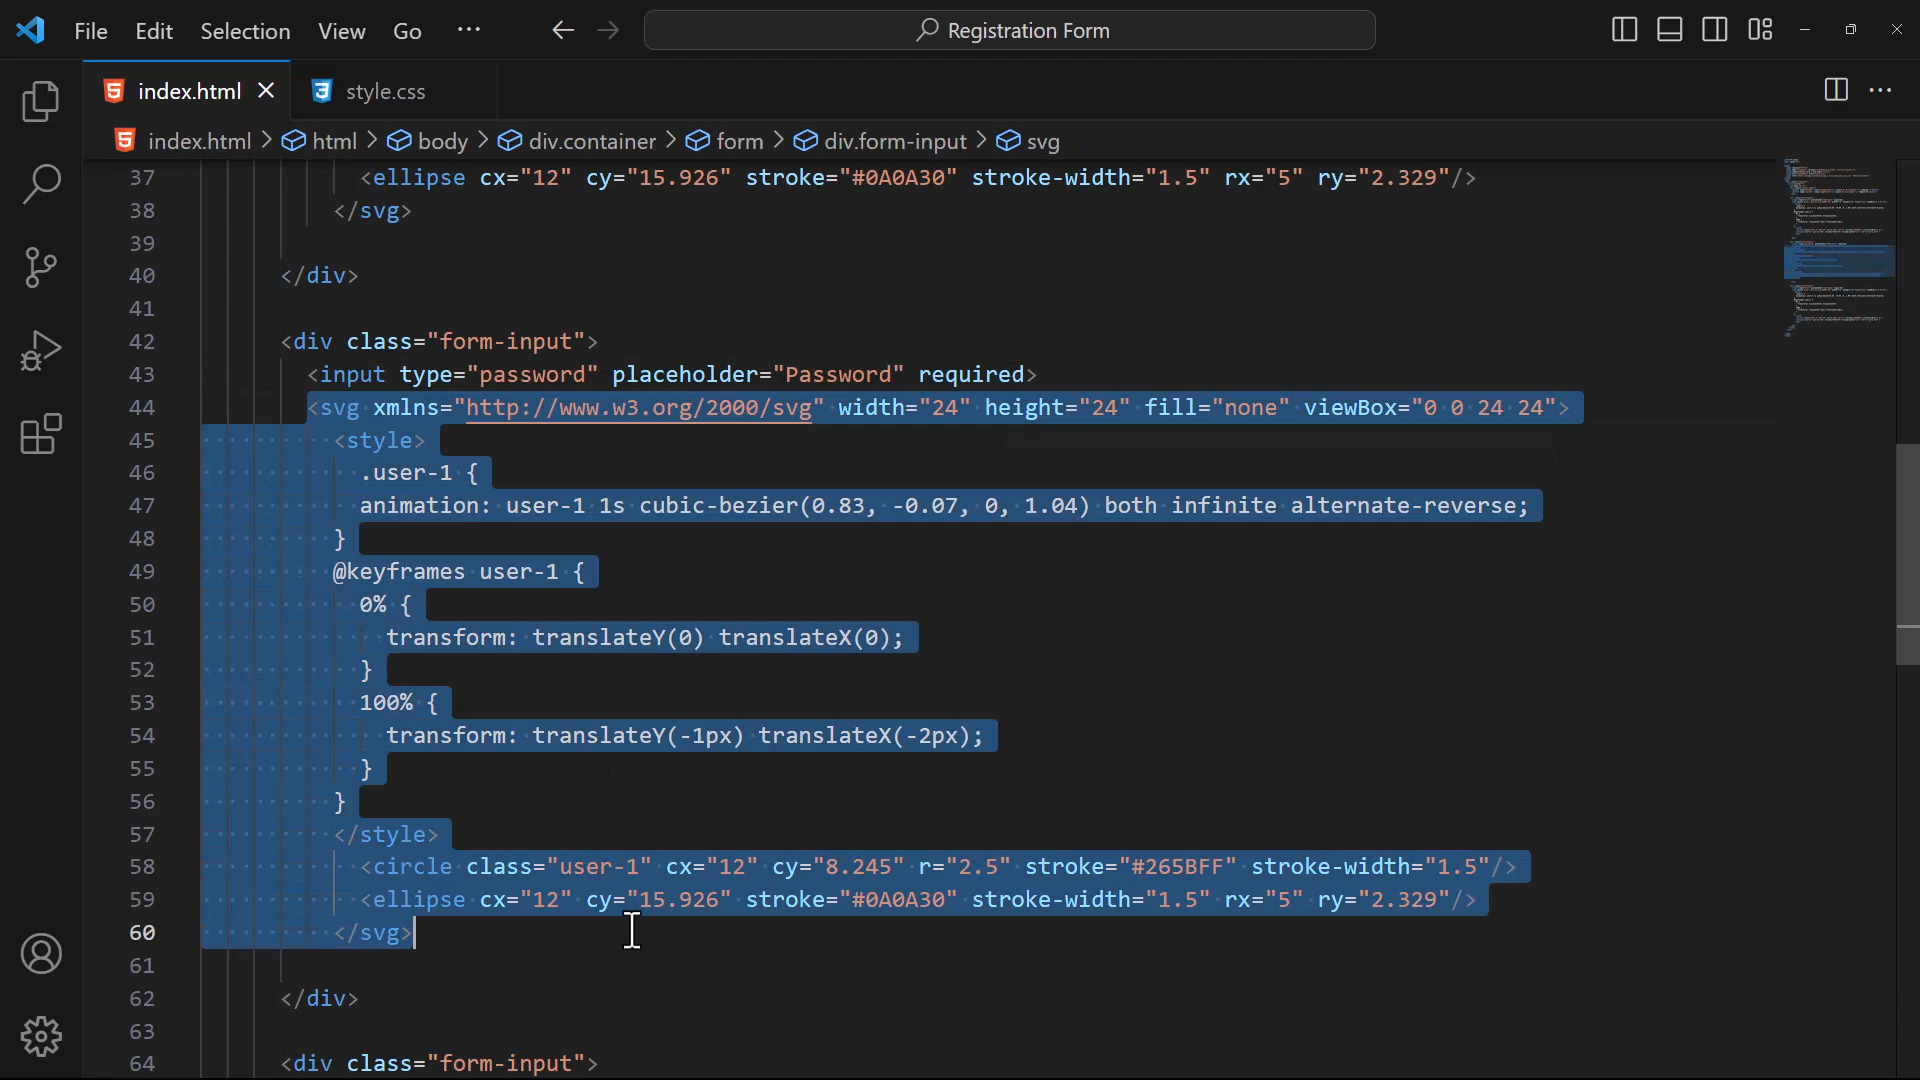 File Edit Selection View Go ··· Registration Form
index.html style.css
index.html > html > body > div.container > form > div.form-input > svg
37 <ellipse cx="12" cy="15.926" stroke="#0A0A30" stroke-width="1.5" rx="5" ry="2.329"/>
38 </svg>
39
40 </div>
41
42 <div class="form-input">
43 <input type="password" placeholder="Password" required>
44 <svg xmlns="http://www.w3.org/2000/svg" width="24" height="24" fill="none" viewBox="0 0 24 24">
45 <style>
46 .user-1 {
47 animation: user-1 1s cubic-bezier(0.83, -0.07, 0, 1.04) both infinite alternate-reverse;
48 }
49 @keyframes user-1 {
50 0% {
51 transform: translateY(0) translateX(0);
52 }
53 100% {
54 transform: translateY(-1px) translateX(-2px);
55 }
56 }
57 </style>
58 <circle class="user-1" cx="12" cy="8.245" r="2.5" stroke="#265BFF" stroke-width="1.5"/>
59 <ellipse cx="12" cy="15.926" stroke="#0A0A30" stroke-width="1.5" rx="5" ry="2.329"/>
60 </svg>
61
62 </div>
63
64 <div class="form-input">